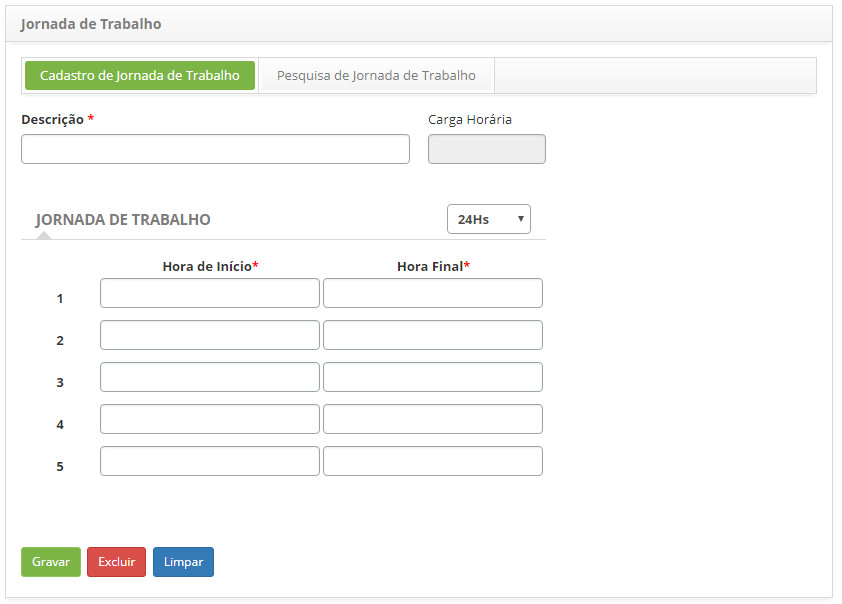 Jornada de Trabalho
Cadastro de Jornada de Trabalho Pesquisa de Jornada de Trabalho
Descrição * Carga Horária
JORNADA DE TRABALHO 24Hs
Hora de Início* Hora Final*
1
2
3
4
5
Gravar Excluir Limpar